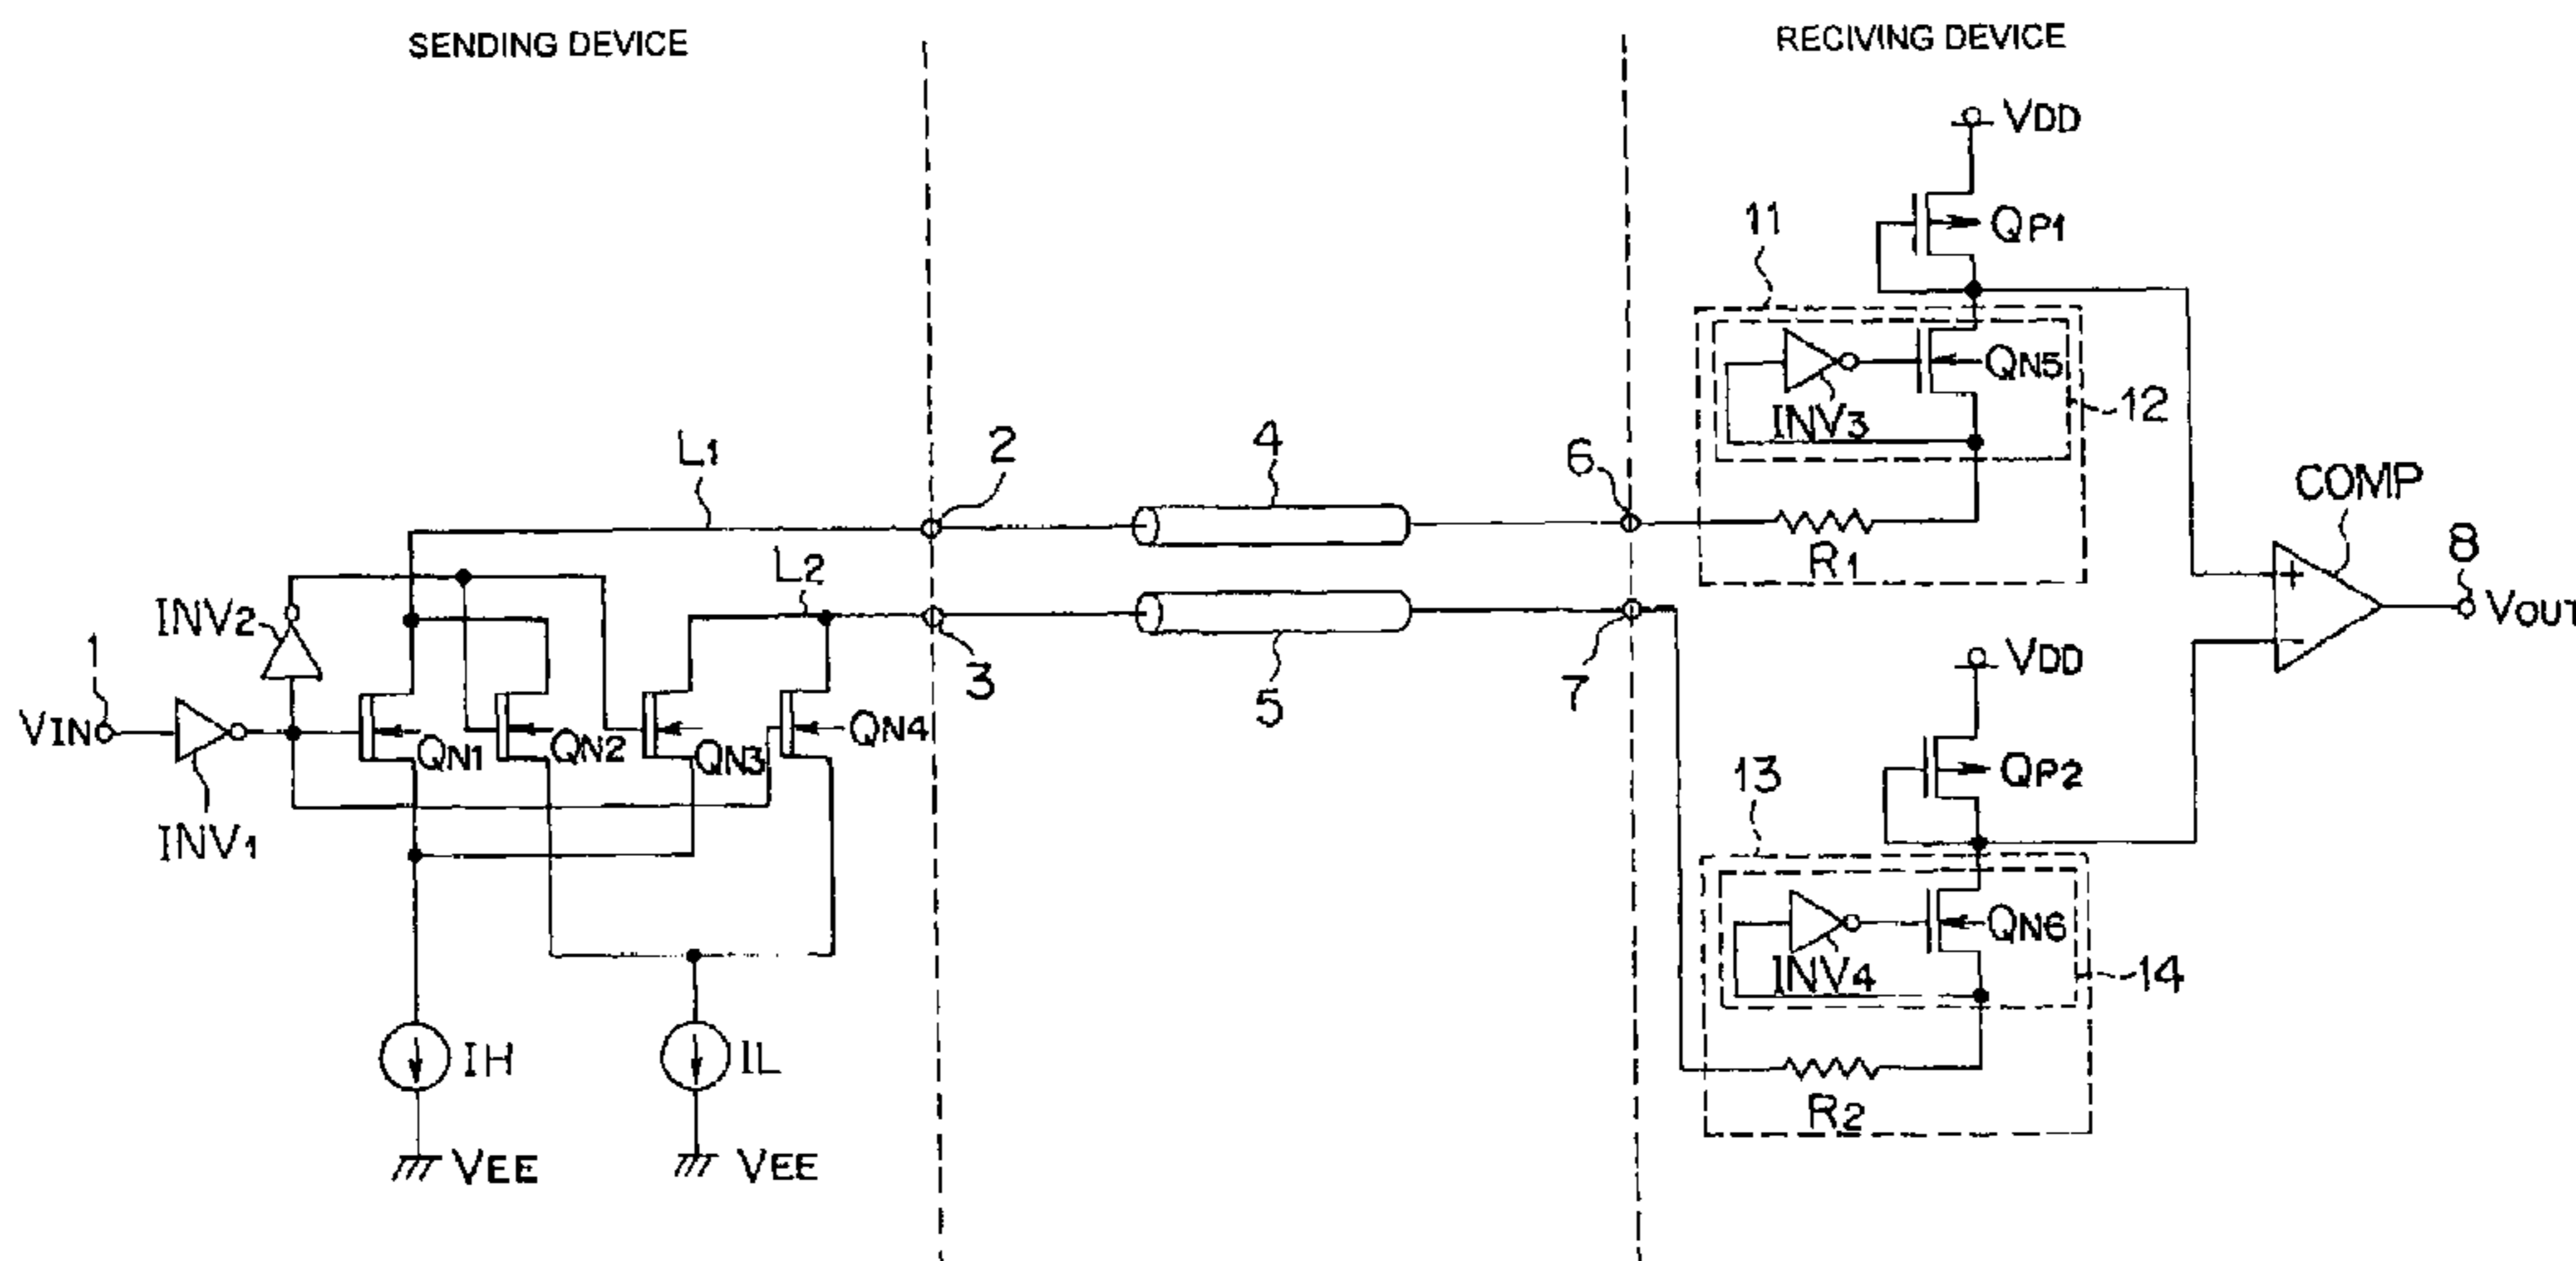 SENDING DEVICE
RECIVING DEVICE
VDD
11
QP1
QN5
INV3
12
L1
2
4
6
R1
COMP
8
VOUT
L2
INV2
1
VIN
QN1
QN2
QN3
QN4
3
5
7
INV1
VDD
QP2
13
QN6
INV4
14
R2
IH
IL
VEE
VEE
+
−